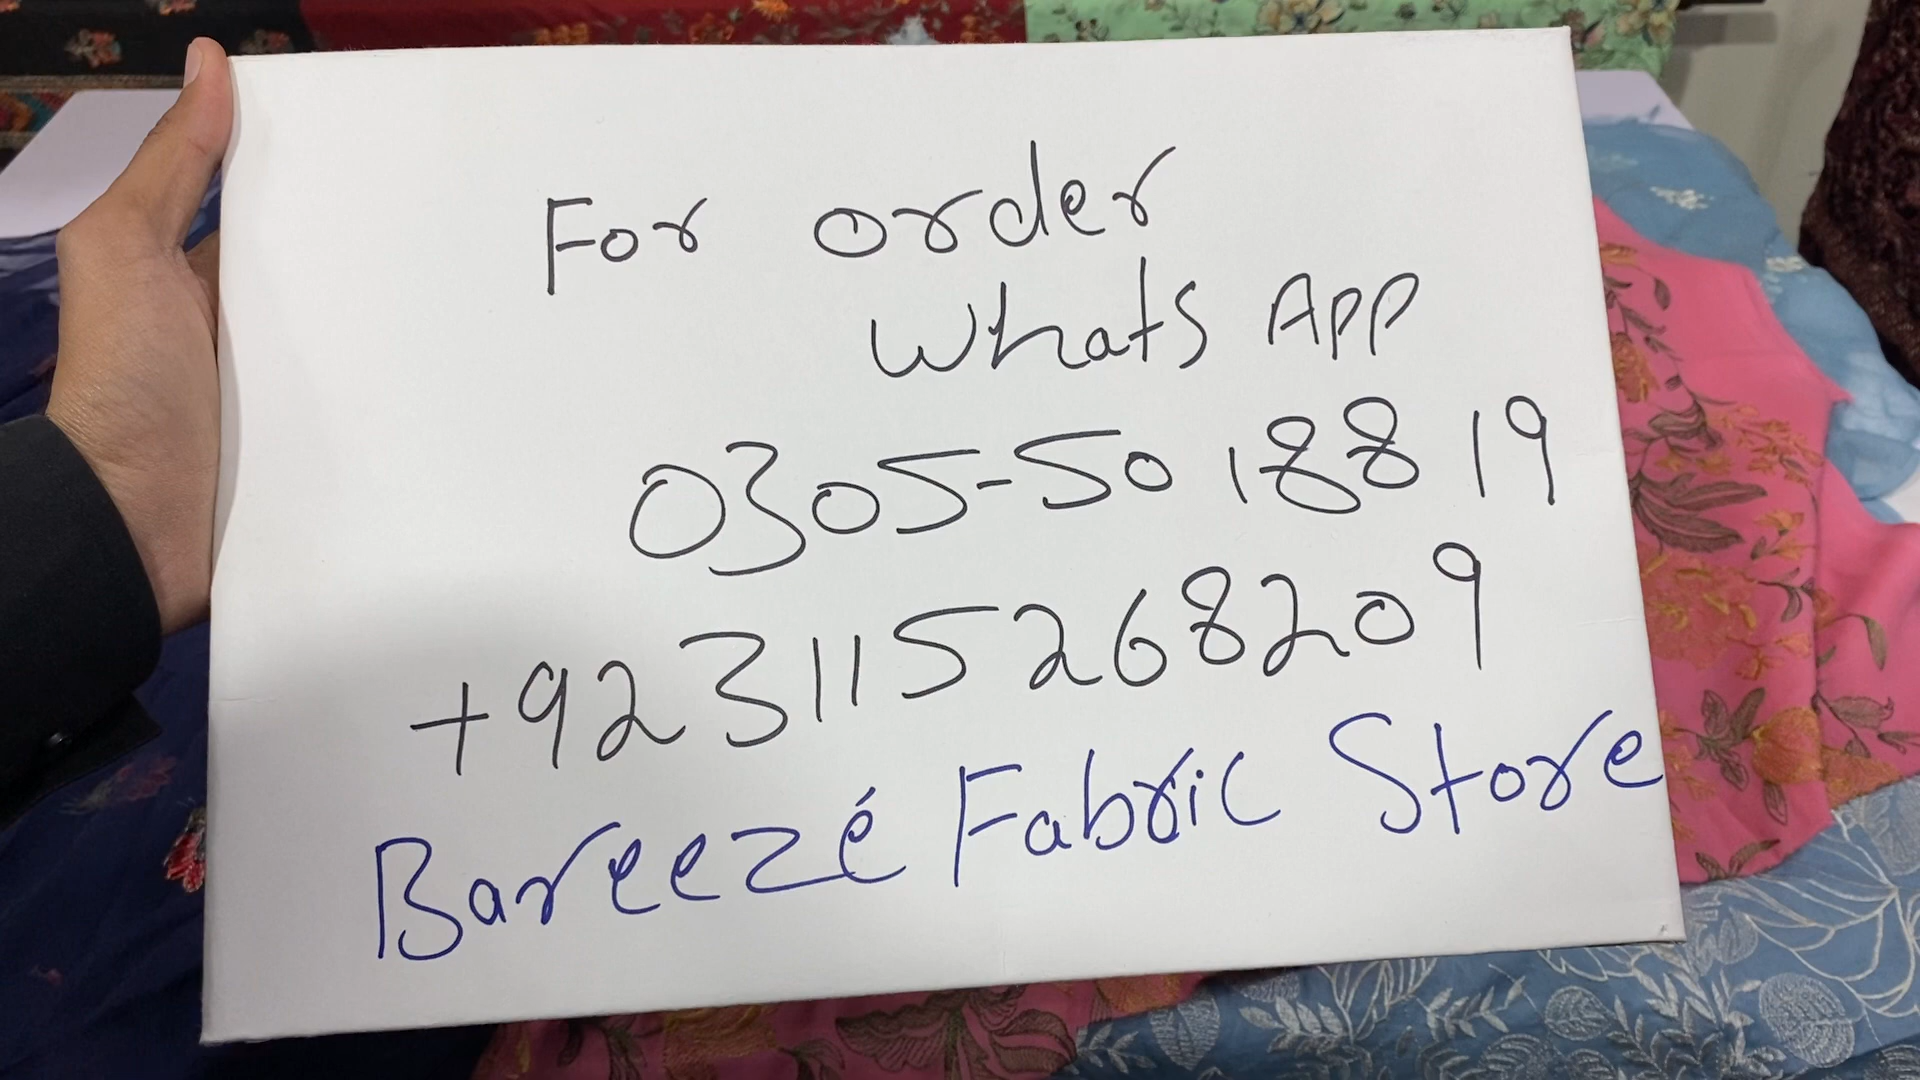 For order
Whats App
0305-5018819
+923115268209
Bareezé Fabric Store